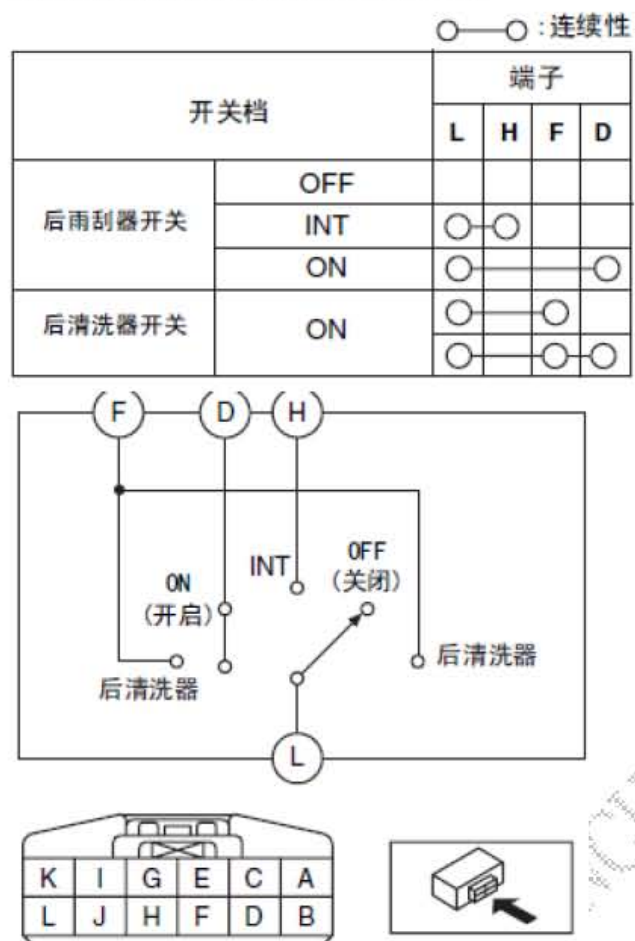 ：连续性
开关档
端子
L H F D
后雨刮器开关
OFF
INT
ON
后清洗器开关
ON
F D H
INT
OFF
(关闭)
ON
(开启)
后清洗器
后清洗器
L
K I G E C A
L J H F D B